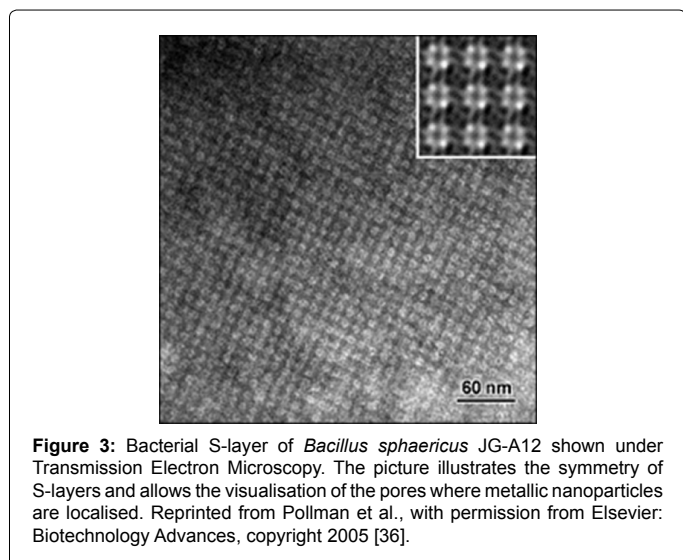 60 nm
Figure 3: Bacterial S-layer of Bacillus sphaericus JG-A12 shown under
Transmission Electron Microscopy. The picture illustrates the symmetry of
S-layers and allows the visualisation of the pores where metallic nanoparticles
are localised. Reprinted from Pollman et al., with permission from Elsevier:
Biotechnology Advances, copyright 2005 [36].